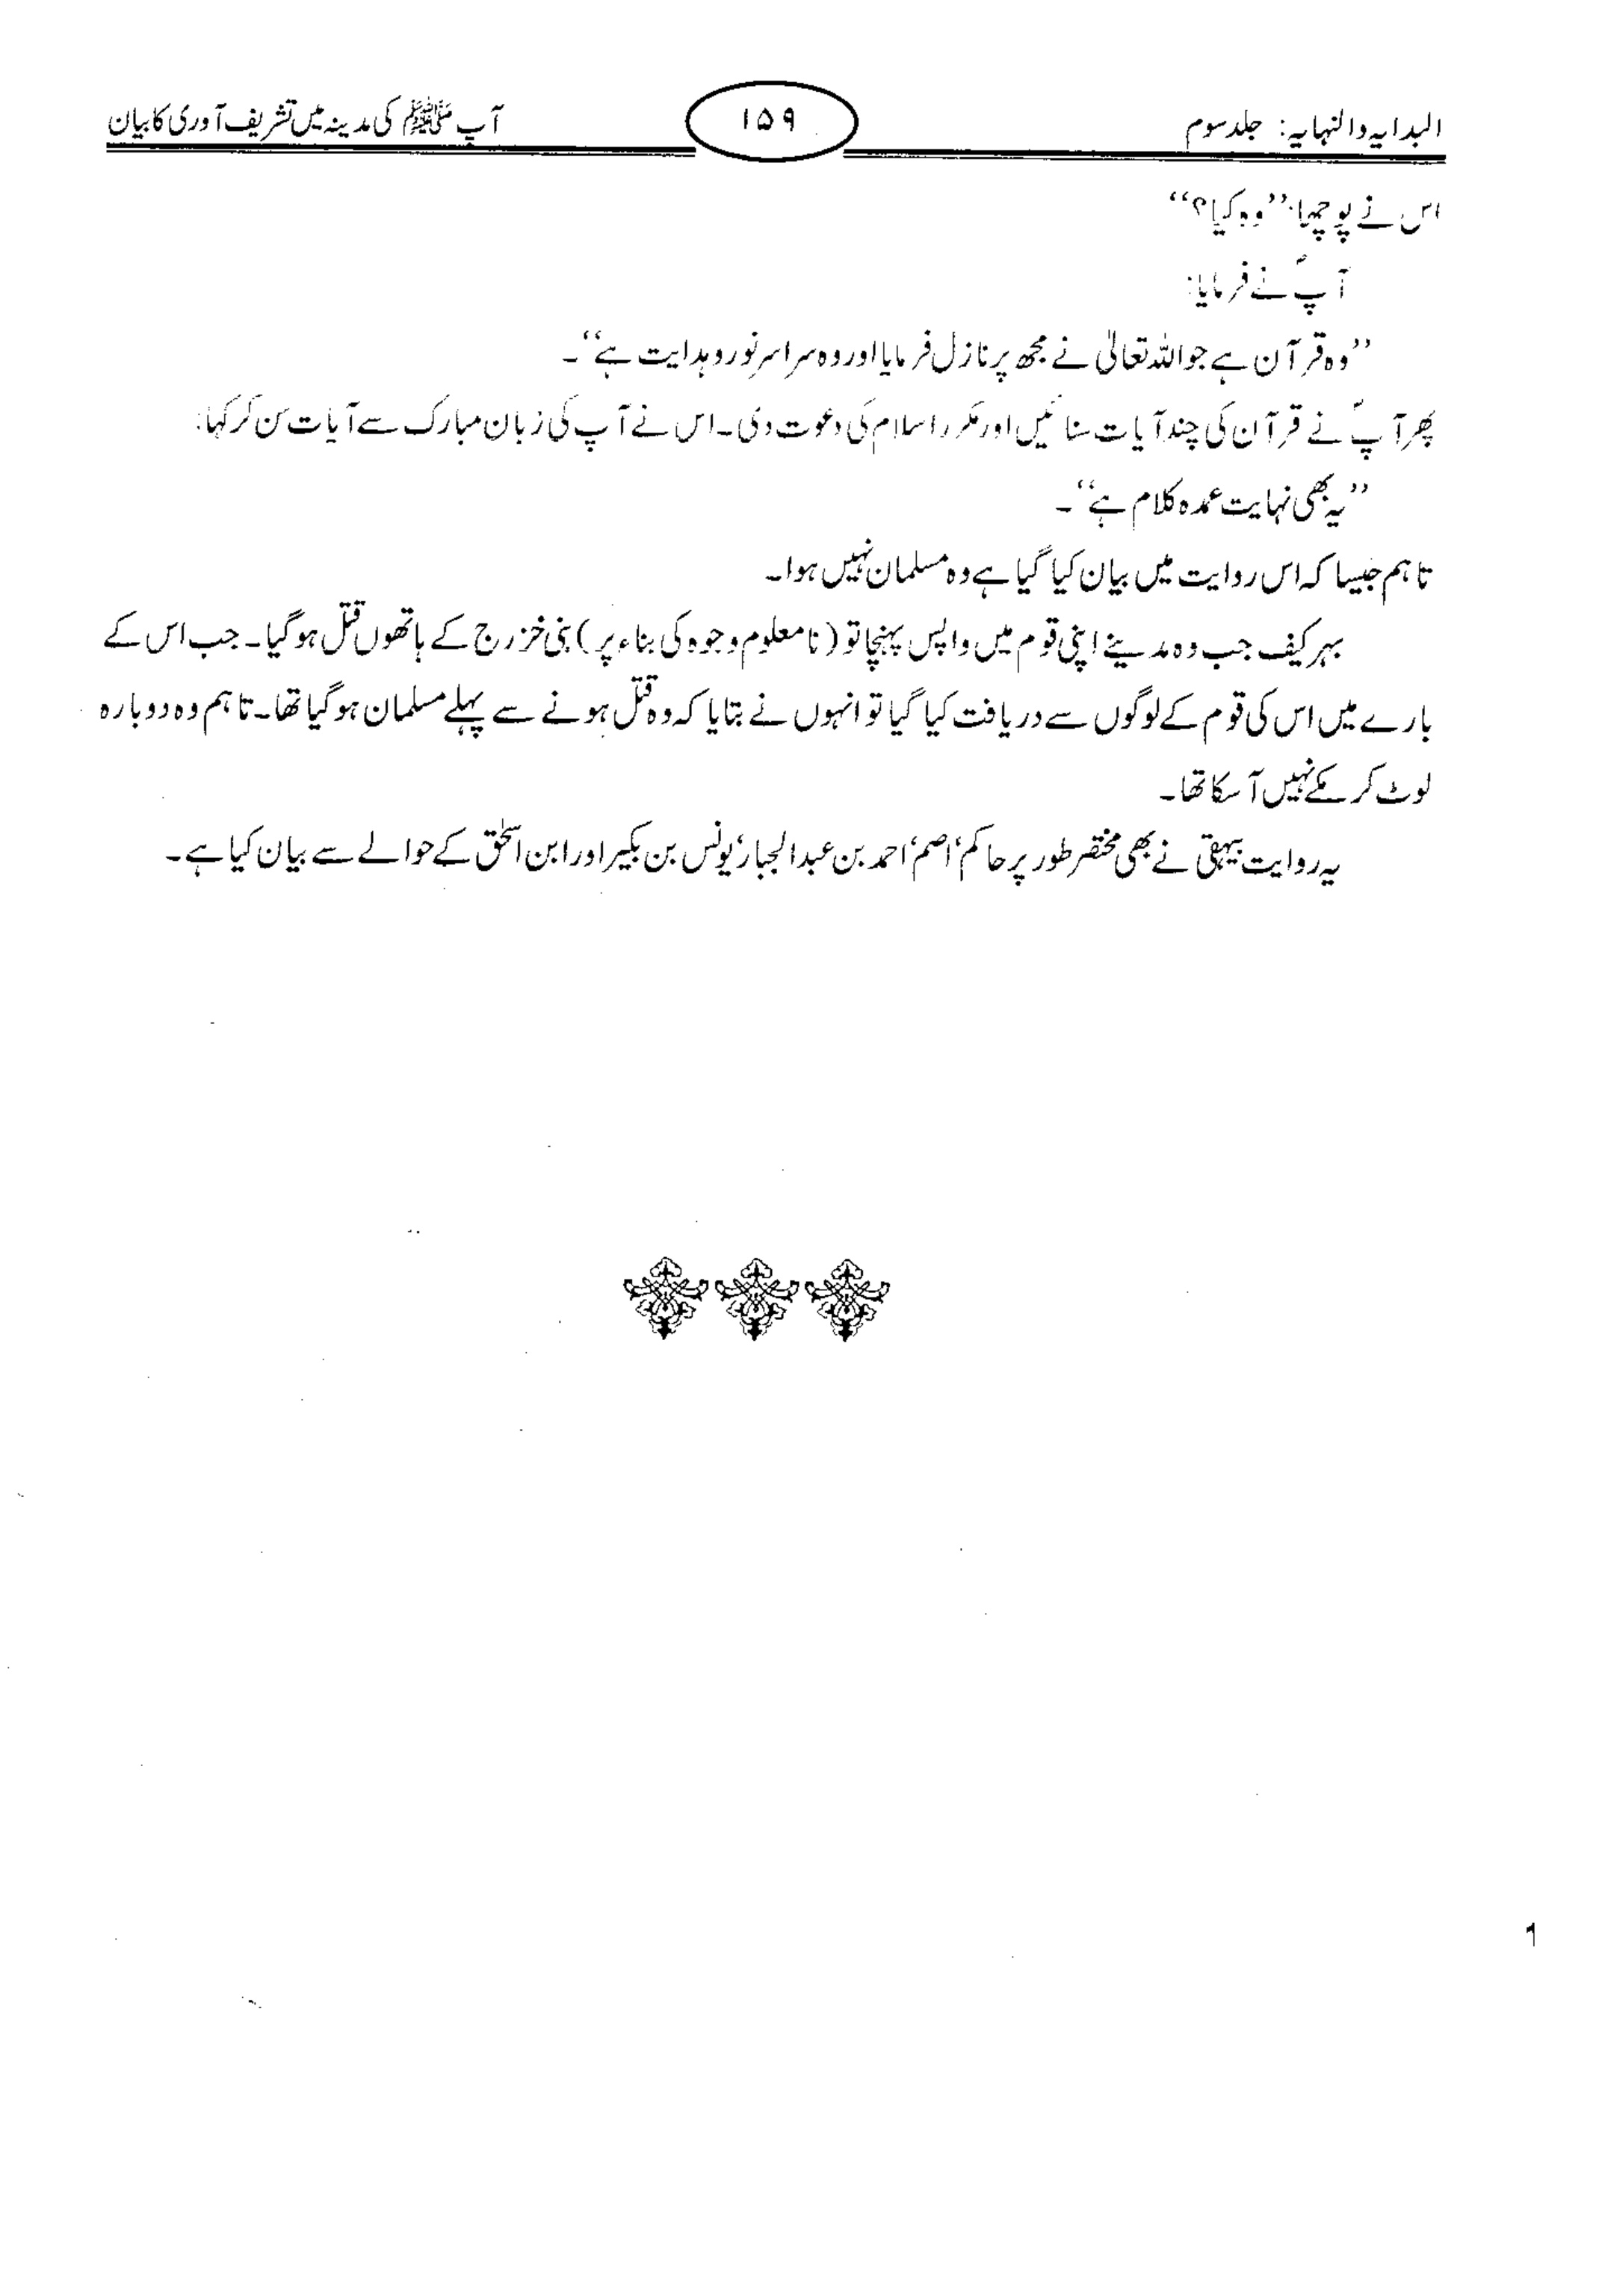 البدایہ والنہایہ: جلد سوم
۱۵۹
آپ ﷺ کی مدینہ میں تشریف آوری کا بیان
اس نے پوچھا: ’’وہ کیا؟‘‘
آپؐ نے فرمایا:
’’وہ قرآن ہے جو اللہ تعالیٰ نے مجھ پر نازل فرمایا اور وہ سراسر نور و ہدایت ہے‘‘۔
پھر آپؐ نے قرآن کی چند آیات سنائیں اور مکرر اسلام کی دعوت دی۔ اس نے آپ کی زبان مبارک سے آیات سن کر کہا:
’’یہ بھی نہایت عمدہ کلام ہے‘‘۔
تاہم جیسا کہ اس روایت میں بیان کیا گیا ہے وہ مسلمان نہیں ہوا۔
بہر کیف جب وہ مدینے اپنی قوم میں واپس پہنچا تو (نامعلوم وجوہ کی بناء پر) بنی خزرج کے ہاتھوں قتل ہو گیا۔ جب اس کے
بارے میں اس کی قوم کے لوگوں سے دریافت کیا گیا تو انہوں نے بتایا کہ وہ قتل ہونے سے پہلے مسلمان ہو گیا تھا۔ تاہم وہ دوبارہ
لوٹ کر مکے نہیں آ سکا تھا۔
یہ روایت بیہقی نے بھی مختصر طور پر حاکم‘ اصم‘ احمد بن عبدالجبار‘ یونس بن بکیر اور ابن اسحٰق کے حوالے سے بیان کیا ہے۔
1